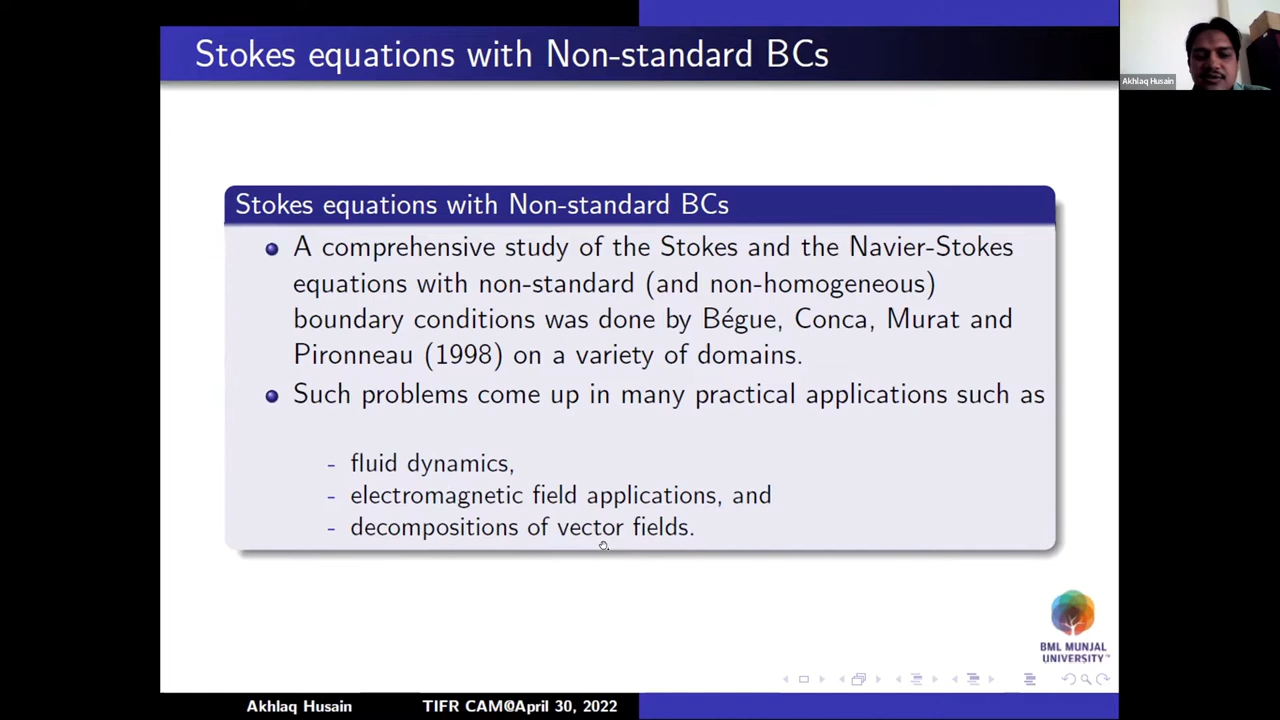 Stokes equations with Non-standard BCs
Akhlaq Husain
Stokes equations with Non-standard BCs
A comprehensive study of the Stokes and the Navier-Stokes
equations with non-standard (and non-homogeneous)
boundary conditions was done by Bégue, Conca, Murat and
Pironneau (1998) on a variety of domains.
Such problems come up in many practical applications such as
- fluid dynamics,
- electromagnetic field applications, and
- decompositions of vector fields.
BML MUNJAL
UNIVERSITY™
Akhlaq Husain TIFR CAM@April 30, 2022